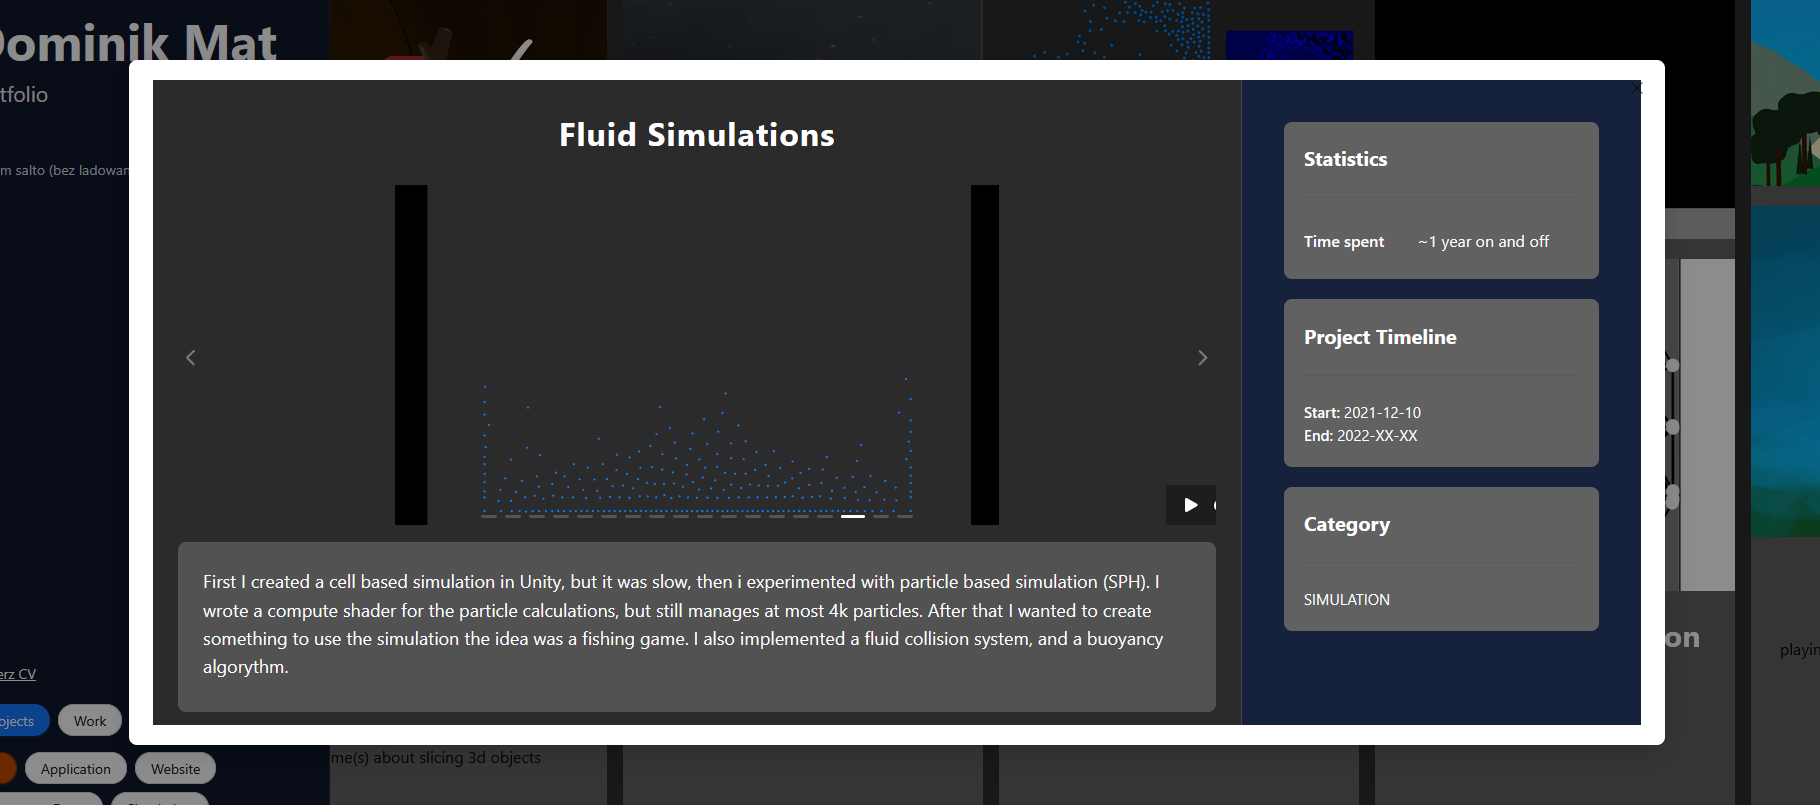 Dominik Mat
tfolio
m salto (bez ladowan
Fluid Simulations
First I created a cell based simulation in Unity, but it was slow, then i experimented with particle based simulation (SPH). I
wrote a compute shader for the particle calculations, but still manages at most 4k particles. After that I wanted to create
something to use the simulation the idea was a fishing game. I also implemented a fluid collision system, and a buoyancy
algorythm.
Statistics
Time spent ~1 year on and off
Project Timeline
Start: 2021-12-10
End: 2022-XX-XX
Category
SIMULATION
erz CV
ojects
Work
Application
Website
me(s) about slicing 3d objects
on
playin